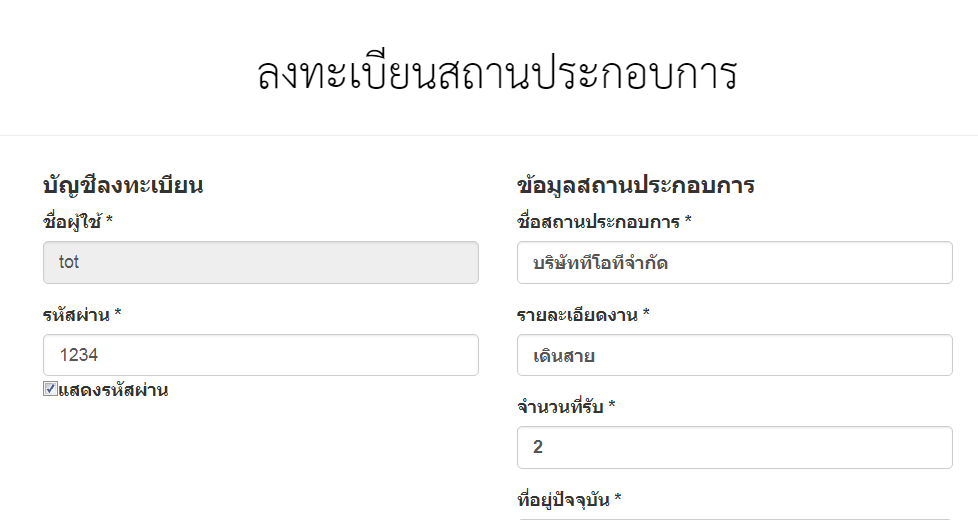 ลงทะเบียนสถานประกอบการ
บัญชีลงทะเบียน
ชื่อผู้ใช้ *
tot
รหัสผ่าน *
1234
แสดงรหัสผ่าน
ข้อมูลสถานประกอบการ
ชื่อสถานประกอบการ *
บริษัททีโอทีจำกัด
รายละเอียดงาน *
เดินสาย
จำนวนที่รับ *
2
ที่อยู่ปัจจุบัน *